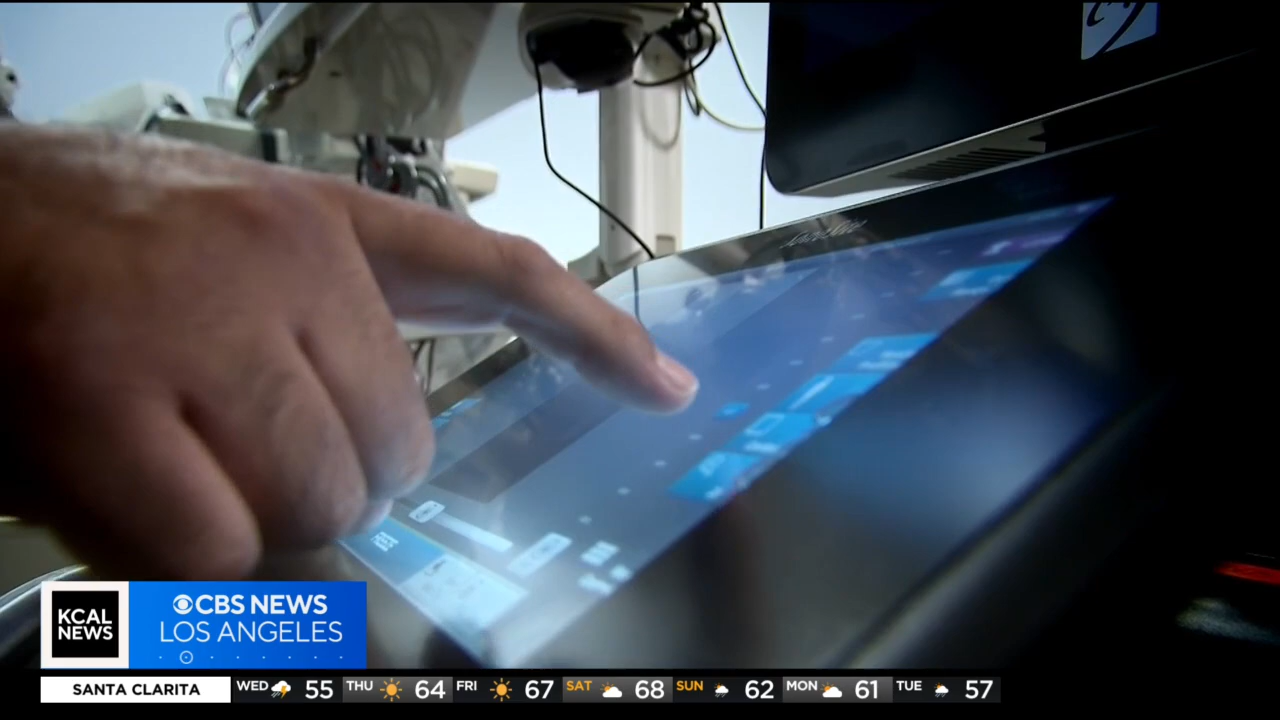 KCAL
NEWS
CBS NEWS
LOS ANGELES
SANTA CLARITA
WED 55 THU 64 FRI 67 SAT 68 SUN 62 MON 61 TUE 57